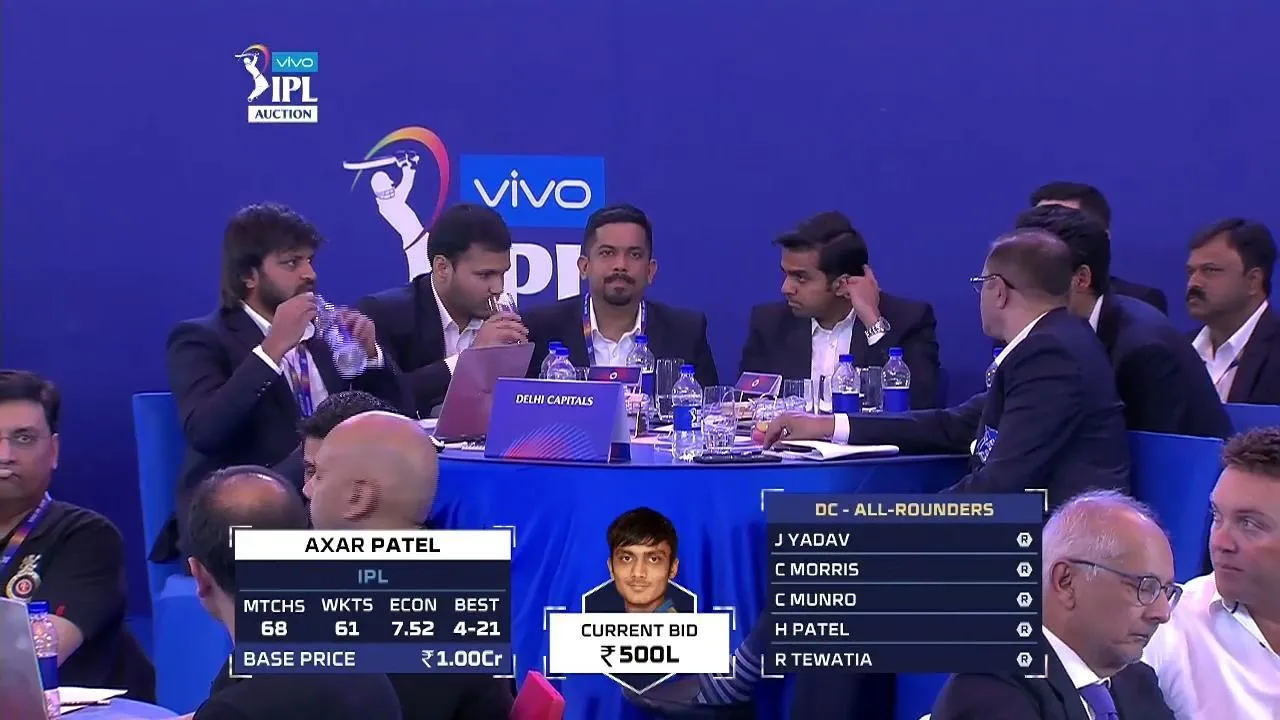 vivo
IPL
AUCTION
vivo
IPL
DELHI CAPITALS
AXAR PATEL
IPL
MTCHS WKTS ECON BEST
68 61 7.52 4-21
BASE PRICE ₹1.00Cr
CURRENT BID
₹500L
DC - ALL-ROUNDERS
J YADAV R
C MORRIS R
C MUNRO R
H PATEL R
R TEWATIA R